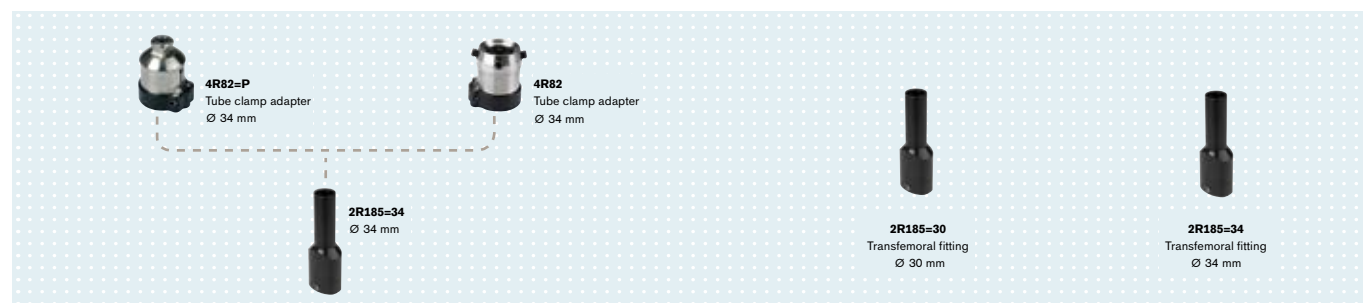 4R82=P
Tube clamp adapter
Ø 34 mm
4R82
Tube clamp adapter
Ø 34 mm
2R185=34
Ø 34 mm
2R185=30
Transfemoral fitting
Ø 30 mm
2R185=34
Transfemoral fitting
Ø 34 mm